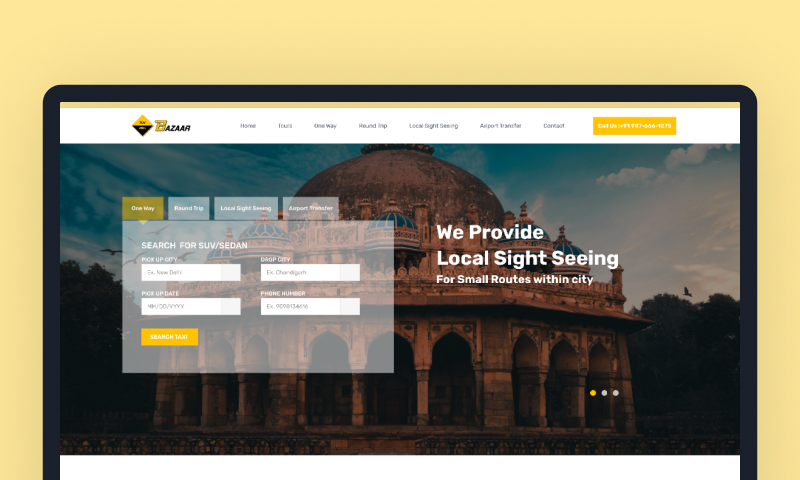 BAZAAR
Home
Tours
One Way
Round Trip
Local Sight Seeing
Airport Transfer
Contact
Call Us :+91 987-666-1270
One Way
Round Trip
Local Sight Seeing
Airport Transfer
SEARCH FOR SUV/SEDAN
PICK UP CITY
DROP CITY
Ex. New Delhi
Ex. Chandigarh
PICK UP DATE
PHONE NUMBER
MM/DD/YYYY
Ex. 9098134616
SEARCH TAXI
We Provide
Local Sight Seeing
For Small Routes within city